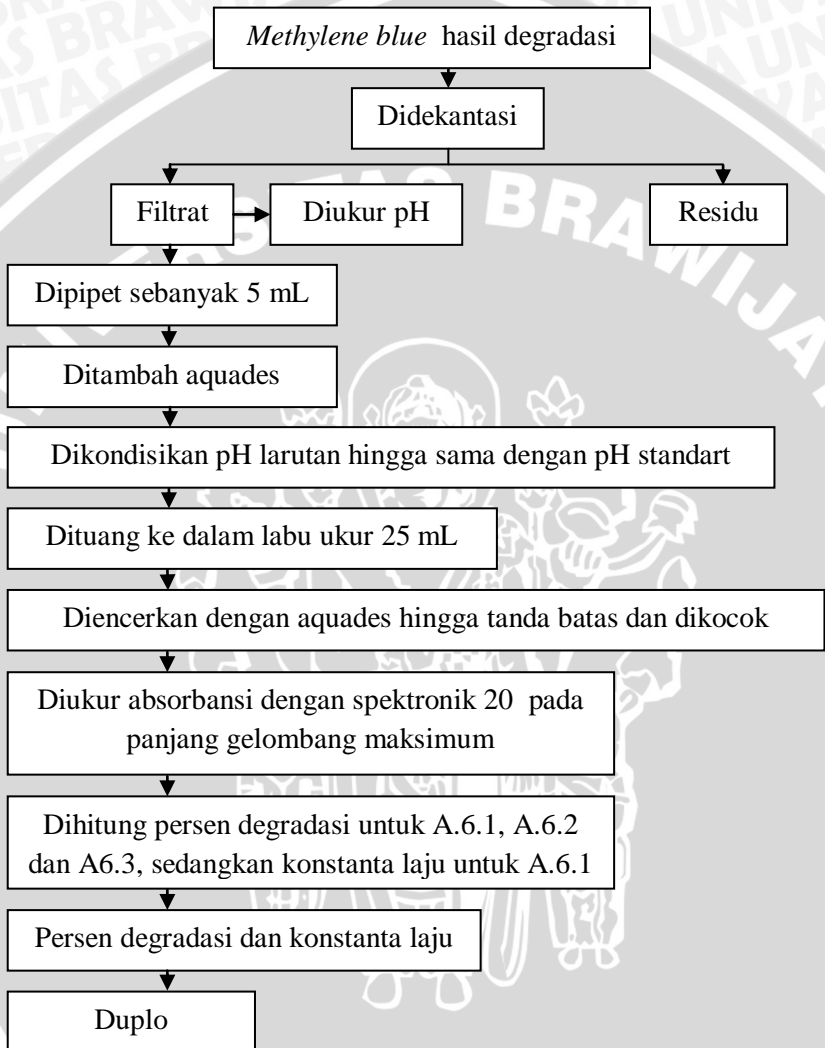 Methylene blue hasil degradasi
Didekantasi
Filtrat
Diukur pH
Residu
Dipipet sebanyak 5 mL
Ditambah aquades
Dikondisikan pH larutan hingga sama dengan pH standart
Dituang ke dalam labu ukur 25 mL
Diencerkan dengan aquades hingga tanda batas dan dikocok
Diukur absorbansi dengan spektronik 20 pada
panjang gelombang maksimum
Dihitung persen degradasi untuk A.6.1, A.6.2
dan A6.3, sedangkan konstanta laju untuk A.6.1
Persen degradasi dan konstanta laju
Duplo